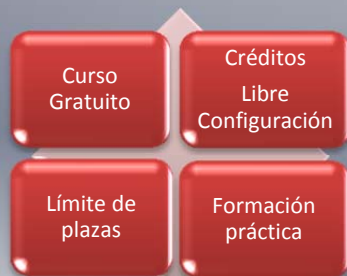 Curso
Gratuito
Créditos
Libre
Configuración
Límite de
plazas
Formación
práctica